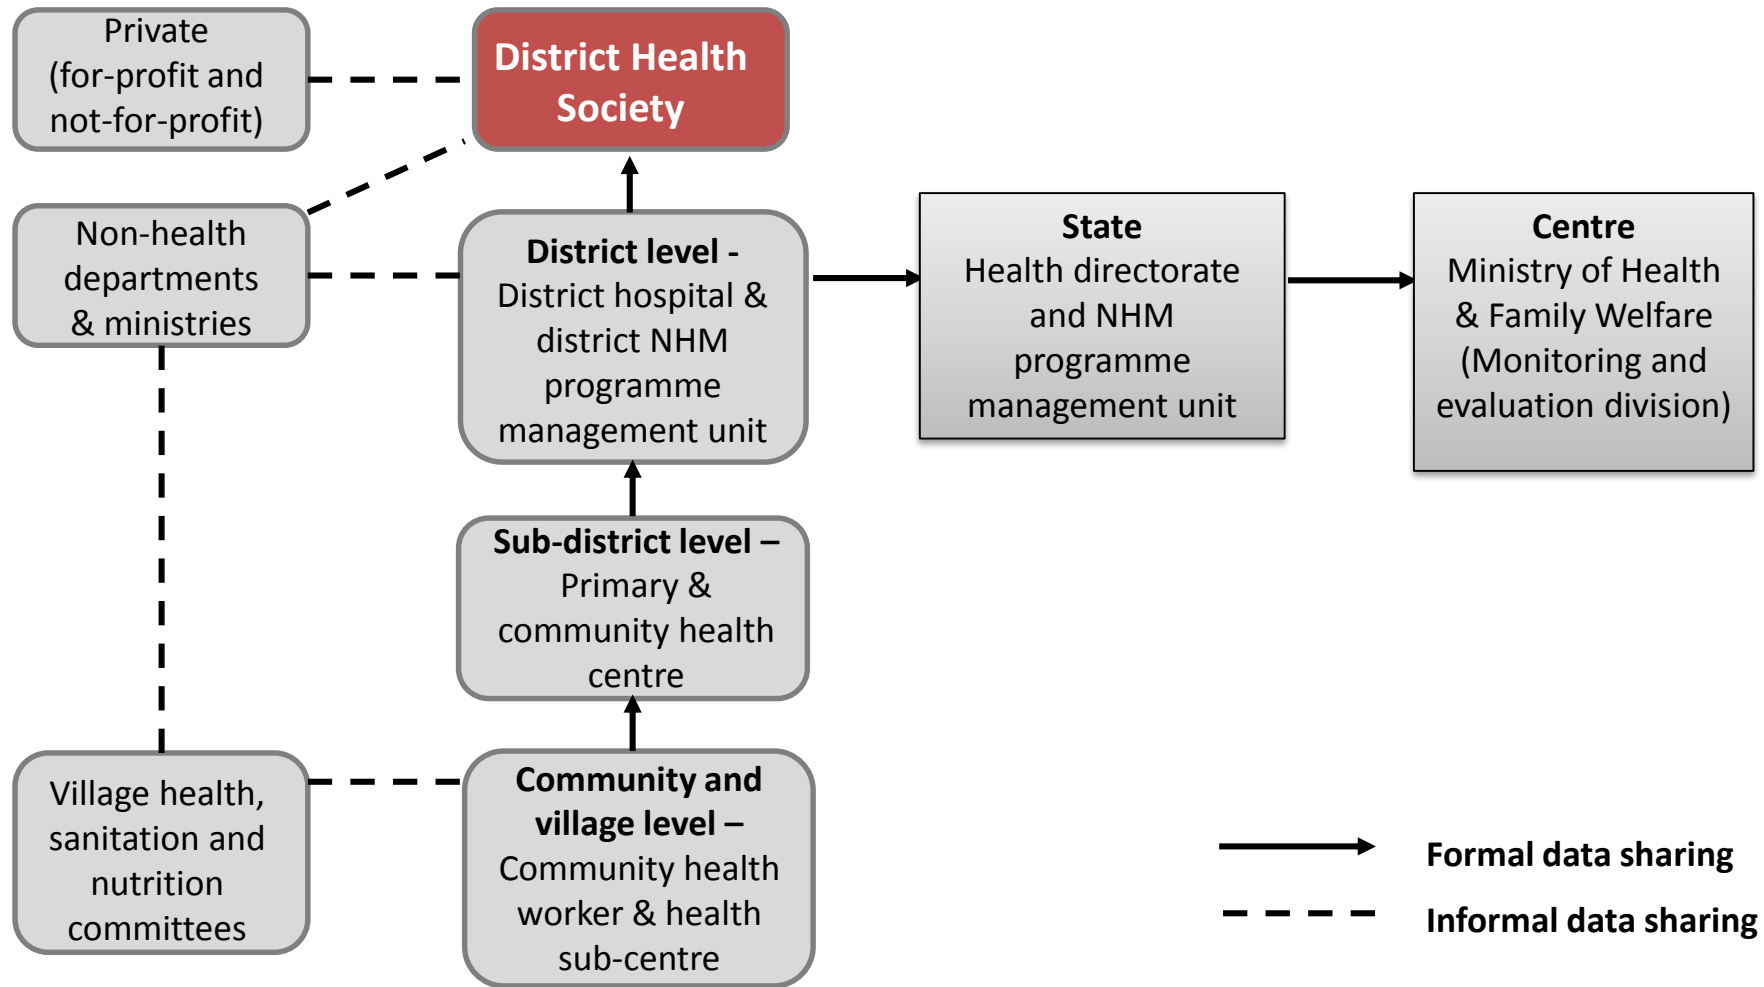 Private
(for-profit and
not-for-profit)
District Health
Society
Non-health
departments
& ministries
District level -
District hospital &
district NHM
programme
management unit
State
Health directorate
and NHM
programme
management unit
Centre
Ministry of Health
& Family Welfare
(Monitoring and
evaluation division)
Sub-district level –
Primary &
community health
centre
Village health,
sanitation and
nutrition
committees
Community and
village level –
Community health
worker & health
sub-centre
Formal data sharing
Informal data sharing